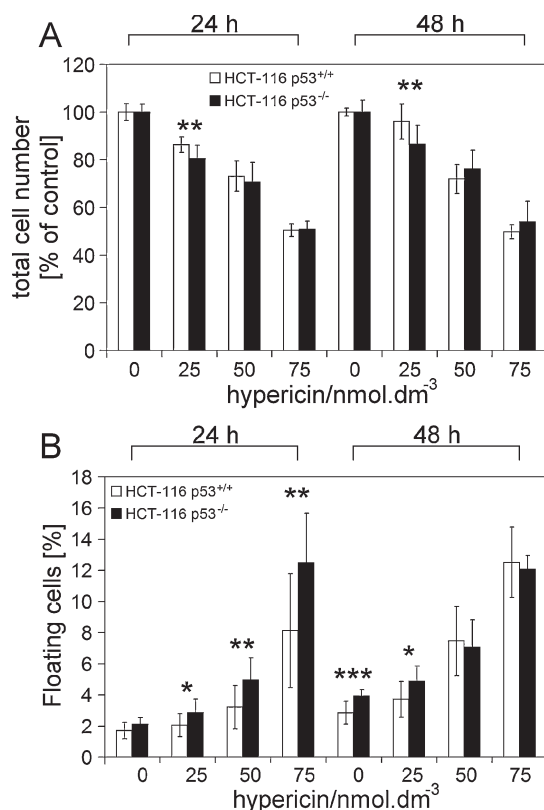 A
24 h
48 h
120
100
80
60
40
20
0
total cell number
[% of control]
HCT-116 p53+/+
HCT-116 p53-/-
**
**
0 25 50 75 0 25 50 75
hypericin/nmol.dm-3
B
24 h
48 h
18
16
14
12
10
8
6
4
2
0
Floating cells [%]
HCT-116 p53+/+
HCT-116 p53-/-
*
**
**
***
*
0 25 50 75 0 25 50 75
hypericin/nmol.dm-3